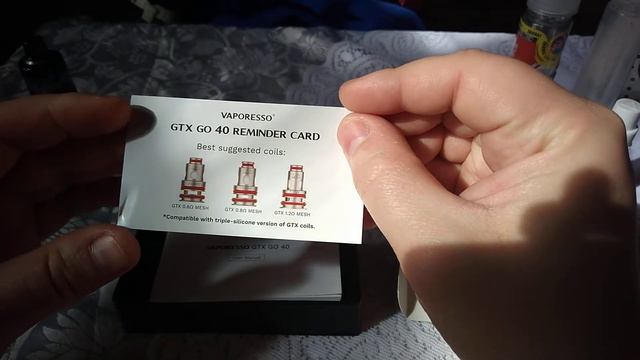 VAPORESSO
GTX GO 40 REMINDER CARD
Best suggested coils:
GTX 0.6Ω MESH GTX 0.8Ω MESH GTX 1.2Ω MESH
*Compatible with triple-silicone version of GTX coils.
VAPORESSO GTX GO 40